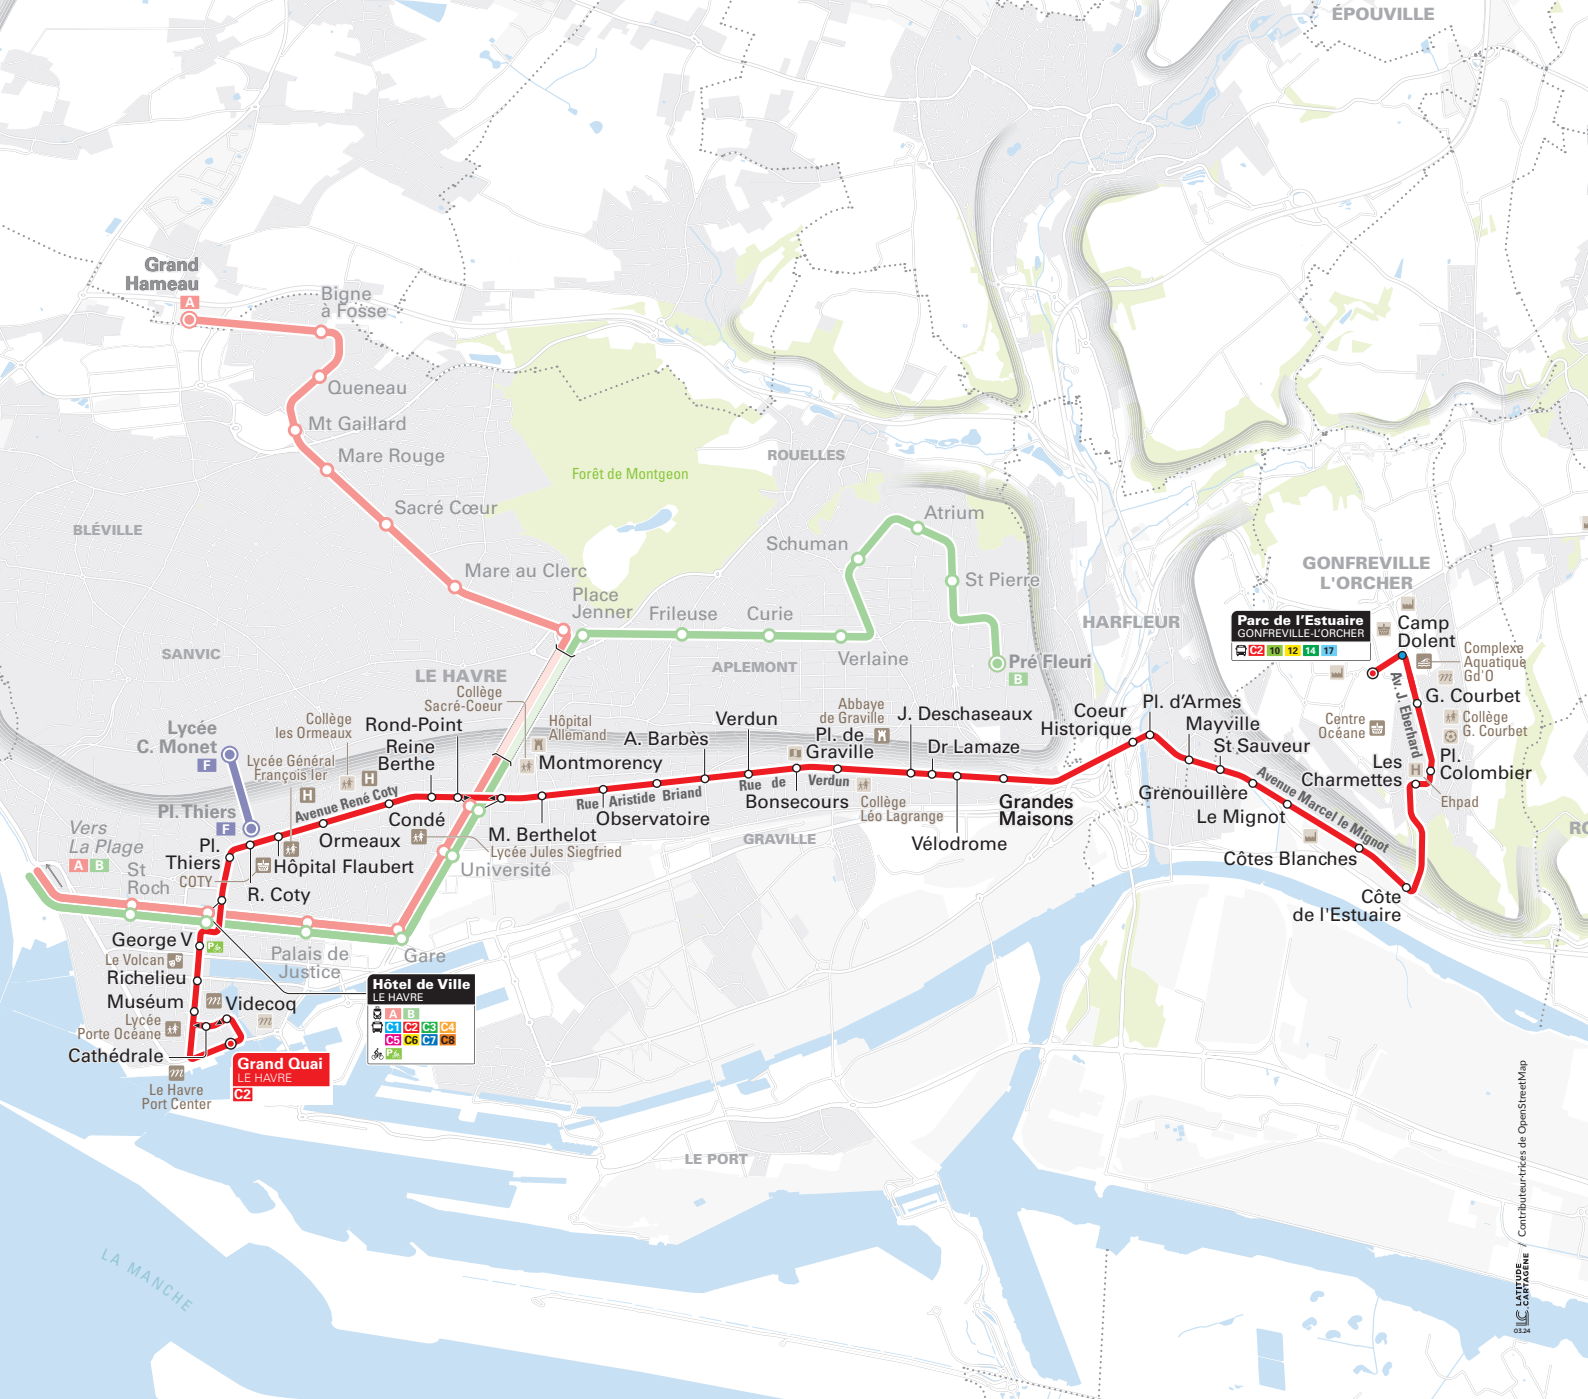 ÉPOUVILLE
Grand
Hameau
A
Bigne
à Fosse
Queneau
Mt Gaillard
Mare Rouge
Sacré Cœur
Mare au Clerc
Place
Jenner
Forêt de Montgeon
ROUELLES
BLÉVILLE
Atrium
Schuman
St Pierre
Frileuse
Curie
Verlaine
Pré Fleuri
B
APLEMONT
SANVIC
LE HAVRE
HARFLEUR
GONFREVILLE
L'ORCHER
Parc de l'Estuaire
GONFREVILLE-L'ORCHER
C2 10 12 14 17
Camp
Dolent
Complexe
Aquatique
Gd'O
G. Courbet
Collège
G. Courbet
Av. J. Eberhard
Centre
Océane
Les
Charmettes
H
Pl.
Colombier
Ehpad
Lycée
C. Monet
F
Pl. Thiers
F
Collège
les Ormeaux
Lycée Général
François Ier
H
H
Collège
Sacré-Coeur
Hôpital
Allemand
Rond-Point
Reine
Berthe
Montmorency
A. Barbès
Verdun
Abbaye
de Graville
Pl. de
Graville
J. Deschaseaux
Dr Lamaze
Coeur
Historique
Pl. d'Armes
Mayville
St Sauveur
Avenue Marcel le Mignot
Grenouillère
Le Mignot
Côtes Blanches
Côte
de l'Estuaire
Grandes
Maisons
Vélodrome
Collège
Léo Lagrange
Rue de Verdun
Bonsecours
Rue Aristide Briand
Observatoire
GRAVILLE
M. Berthelot
Lycée Jules Siegfried
Université
Avenue René Coty
Condé
Ormeaux
Hôpital Flaubert
R. Coty
COTY
Pl.
Thiers
Vers
La Plage
A B
St
Roch
George V
P
Le Volcan
Richelieu
Muséum
Videcoq
Lycée
Porte Océane
Cathédrale
Le Havre
Port Center
Grand Quai
LE HAVRE
C2
Palais de
Justice
Gare
Hôtel de Ville
LE HAVRE
A B
C1 C2 C3 C4
C5 C6 C7 C8
P
LE PORT
LA MANCHE
RO
03.24
LATITUDE
CARTAGENE / Contributeur·trices de OpenStreetMap